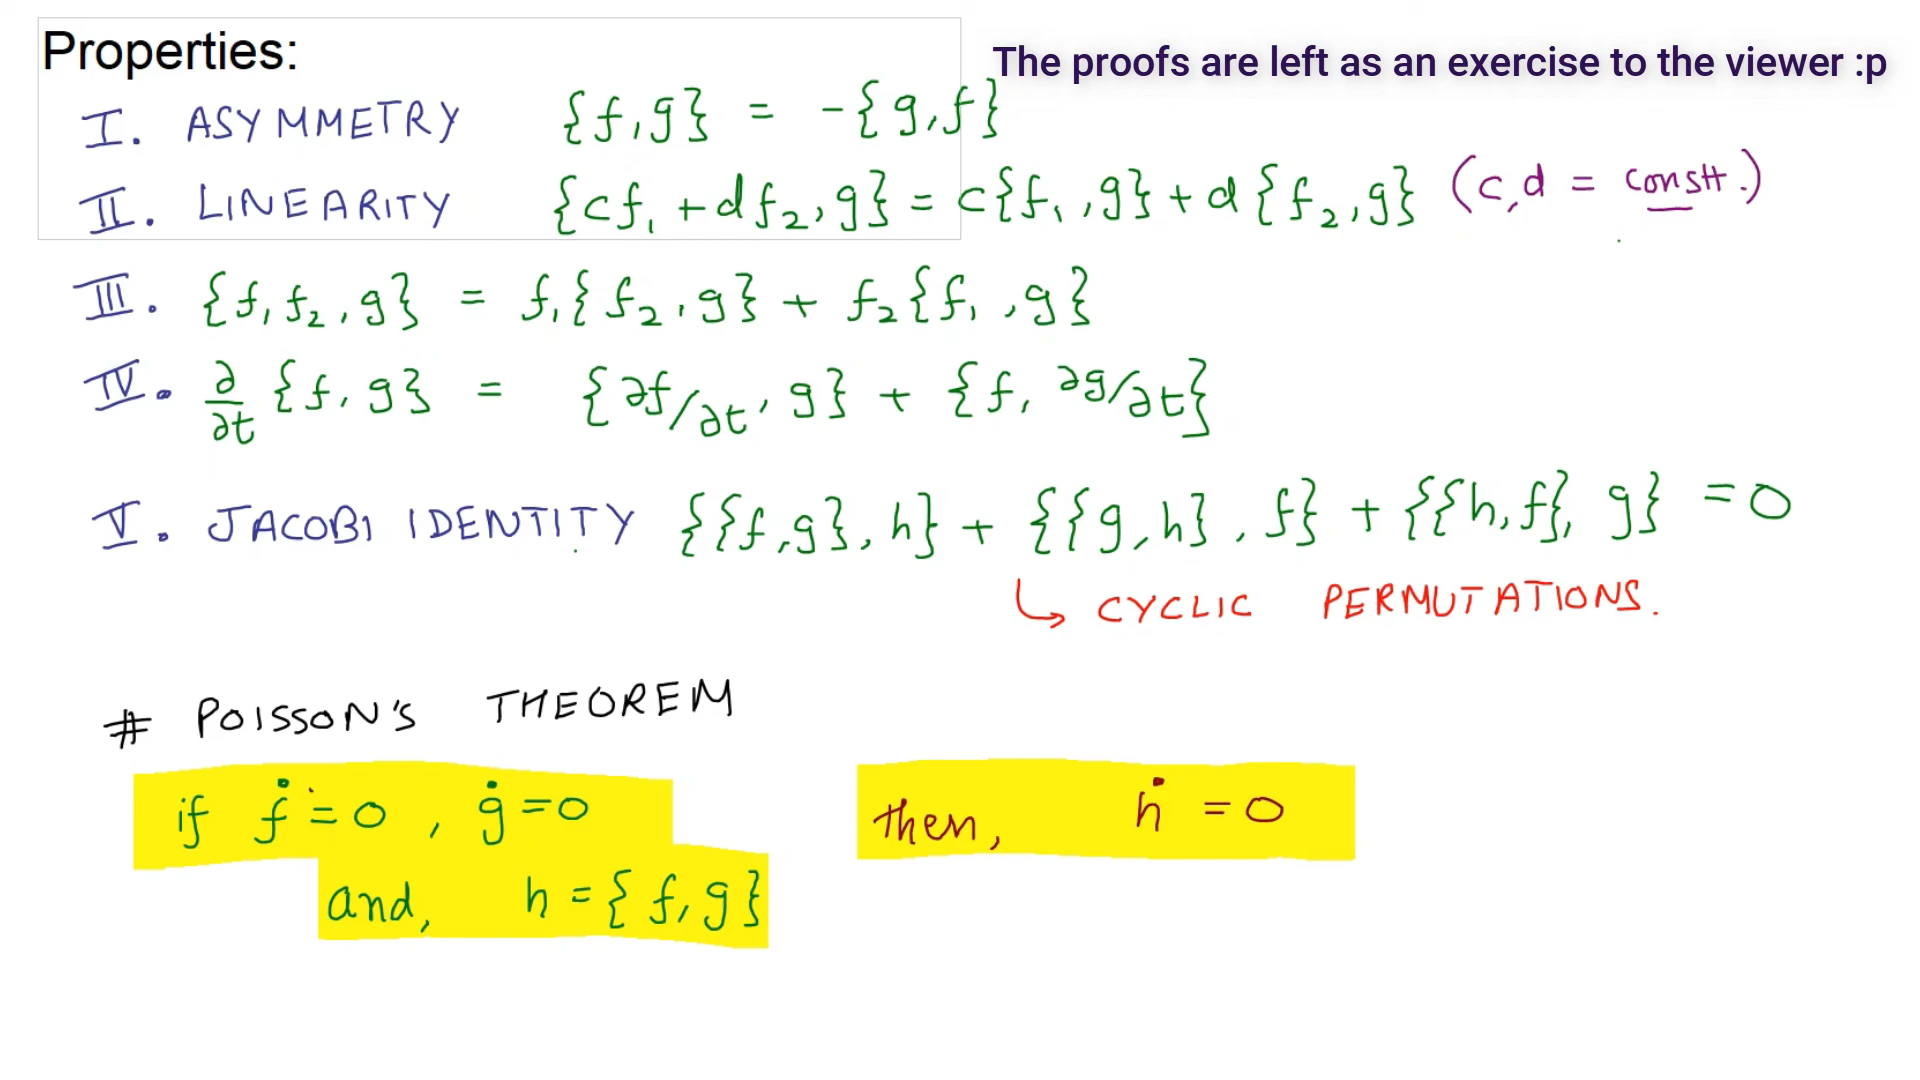 Properties:
The proofs are left as an exercise to the viewer :p
I. ASYMMETRY {f,g} = -{g,f}
II. LINEARITY {cf₁ + df₂, g} = c{f₁,g} + d{f₂,g} (c,d = constt.)
III. {f₁f₂, g} = f₁{f₂,g} + f₂{f₁,g}
IV. ∂/∂t {f,g} = {∂f/∂t, g} + {f, ∂g/∂t}
V. JACOBI IDENTITY {{f,g}, h} + {{g,h}, f} + {{h,f}, g} = 0
↳ CYCLIC PERMUTATIONS.
# POISSON'S THEOREM
if ḟ = 0, ġ = 0 then, ḣ = 0
and, h = {f,g}